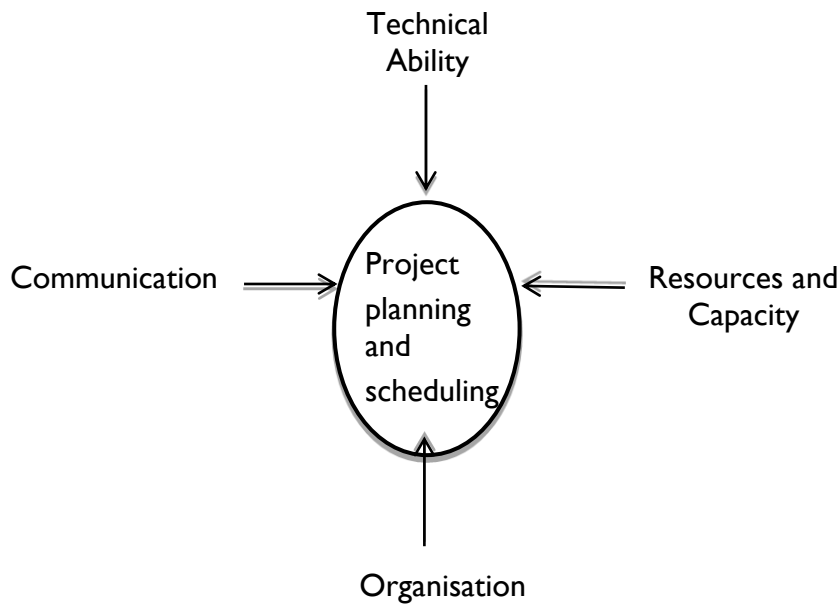 Technical
Ability
Communication
Project
planning
and
scheduling
Resources and
Capacity
Organisation